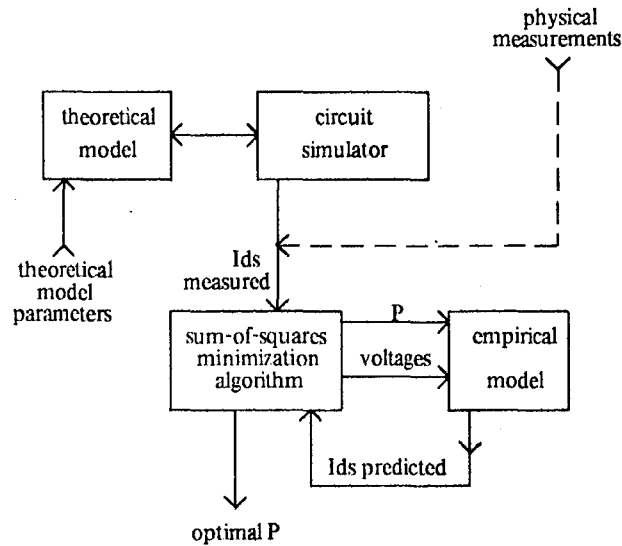 physical
measurements
theoretical
model
circuit
simulator
theoretical
model
parameters
Ids
measured
sum-of-squares
minimization
algorithm
P
voltages
empirical
model
Ids predicted
optimal P